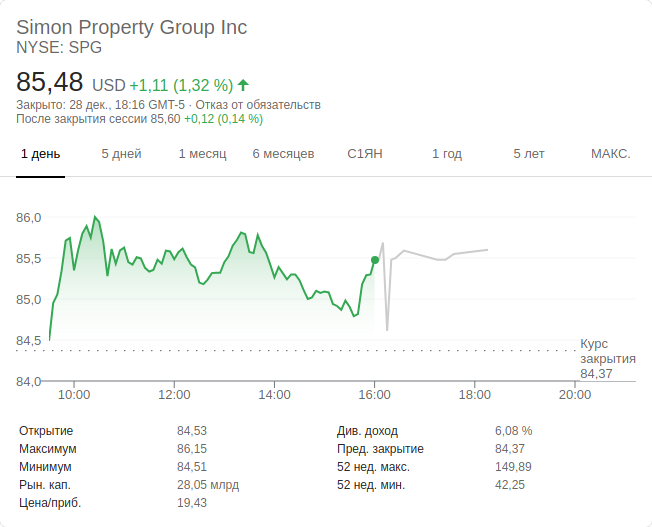 Simon Property Group Inc
NYSE: SPG
85,48 USD +1,11 (1,32 %)
Закрыто: 28 дек., 18:16 GMT-5 · Отказ от обязательств
После закрытия сессии 85,60 +0,12 (0,14 %)
1 день 5 дней 1 месяц 6 месяцев С1ЯН 1 год 5 лет МАКС.
86,0
85,5
85,0
84,5
84,0
Курс
закрытия
84,37
10:00 12:00 14:00 16:00 18:00 20:00
Открытие 84,53 Див. доход 6,08 %
Максимум 86,15 Пред. закрытие 84,37
Минимум 84,51 52 нед. макс. 149,89
Рын. кап. 28,05 млрд 52 нед. мин. 42,25
Цена/приб. 19,43